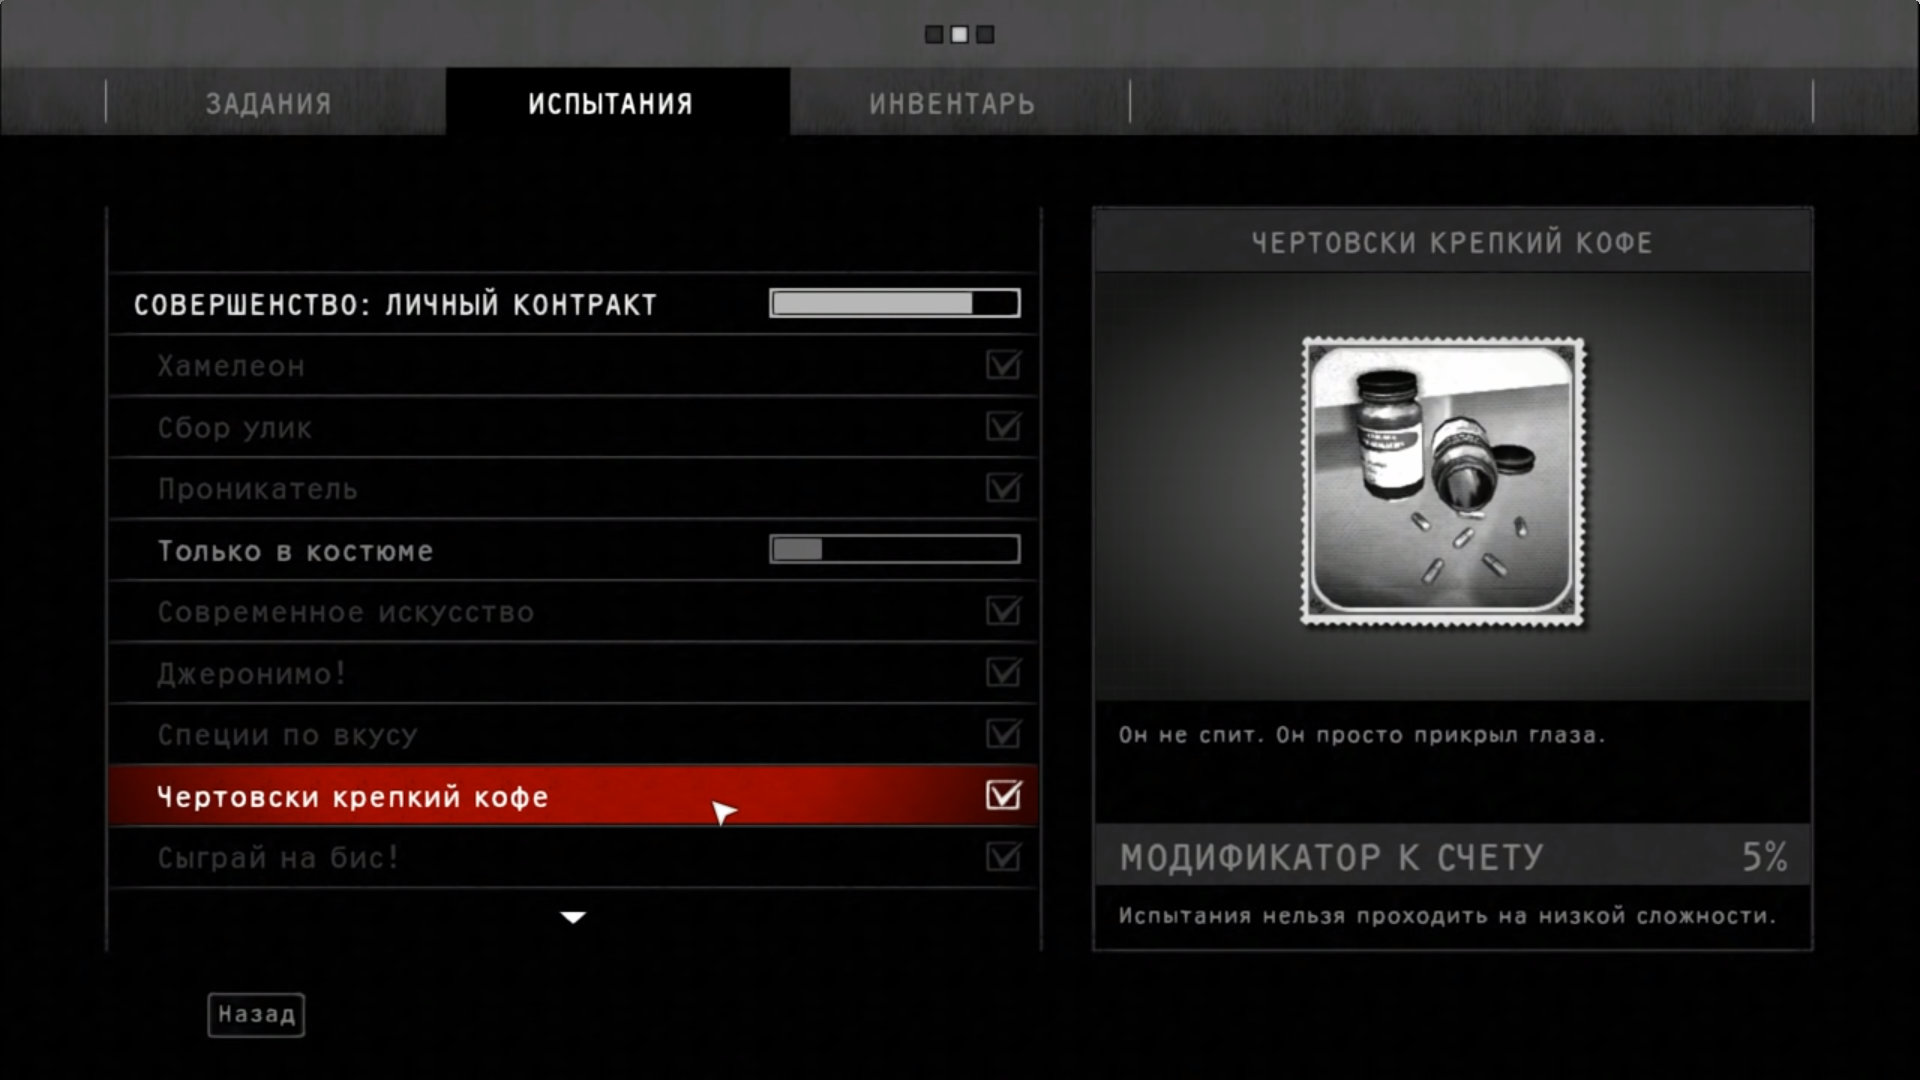 ЗАДАНИЯ
ИСПЫТАНИЯ
ИНВЕНТАРЬ
СОВЕРШЕНСТВО: ЛИЧНЫЙ КОНТРАКТ
Хамелеон
Сбор улик
Проникатель
Только в костюме
Современное искусство
Джеронимо!
Специи по вкусу
Чертовски крепкий кофе
Сыграй на бис!
Назад
ЧЕРТОВСКИ КРЕПКИЙ КОФЕ
Он не спит. Он просто прикрыл глаза.
МОДИФИКАТОР К СЧЕТУ 5%
Испытания нельзя проходить на низкой сложности.